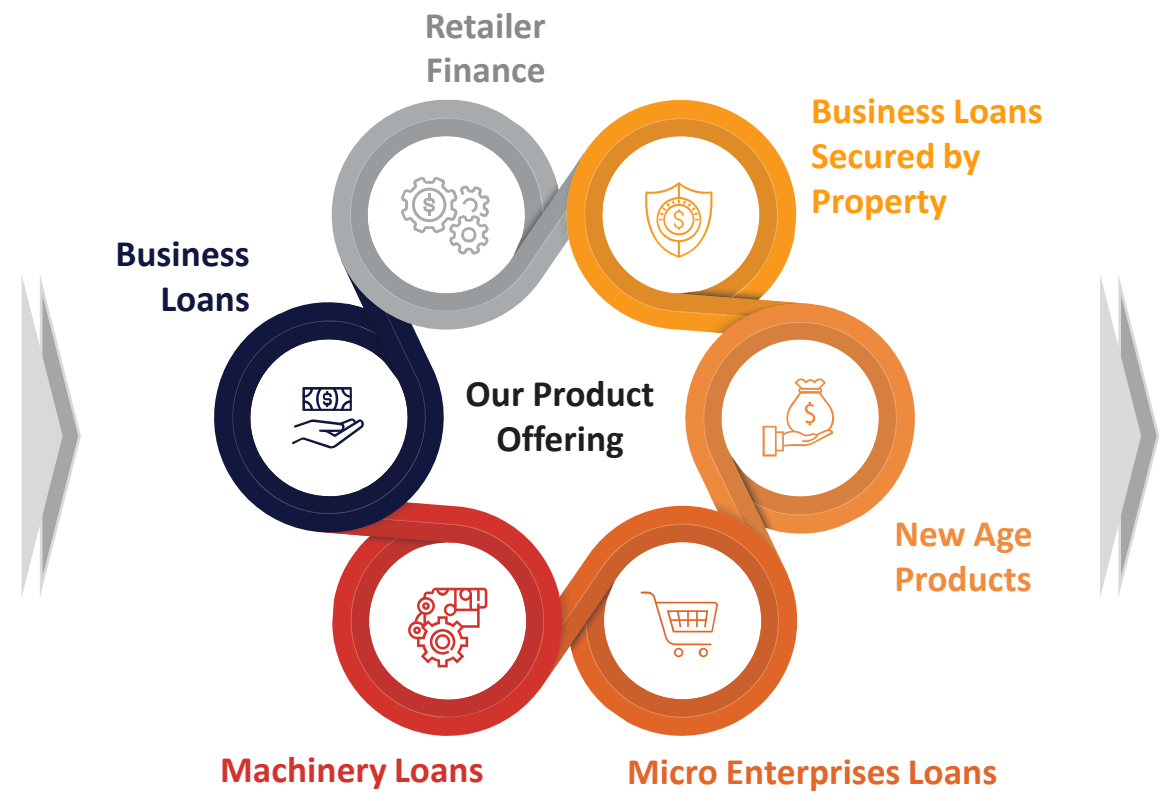 Retailer
Finance
Business Loans
Secured by
Property
Business
Loans
Our Product
Offering
New Age
Products
Machinery Loans
Micro Enterprises Loans